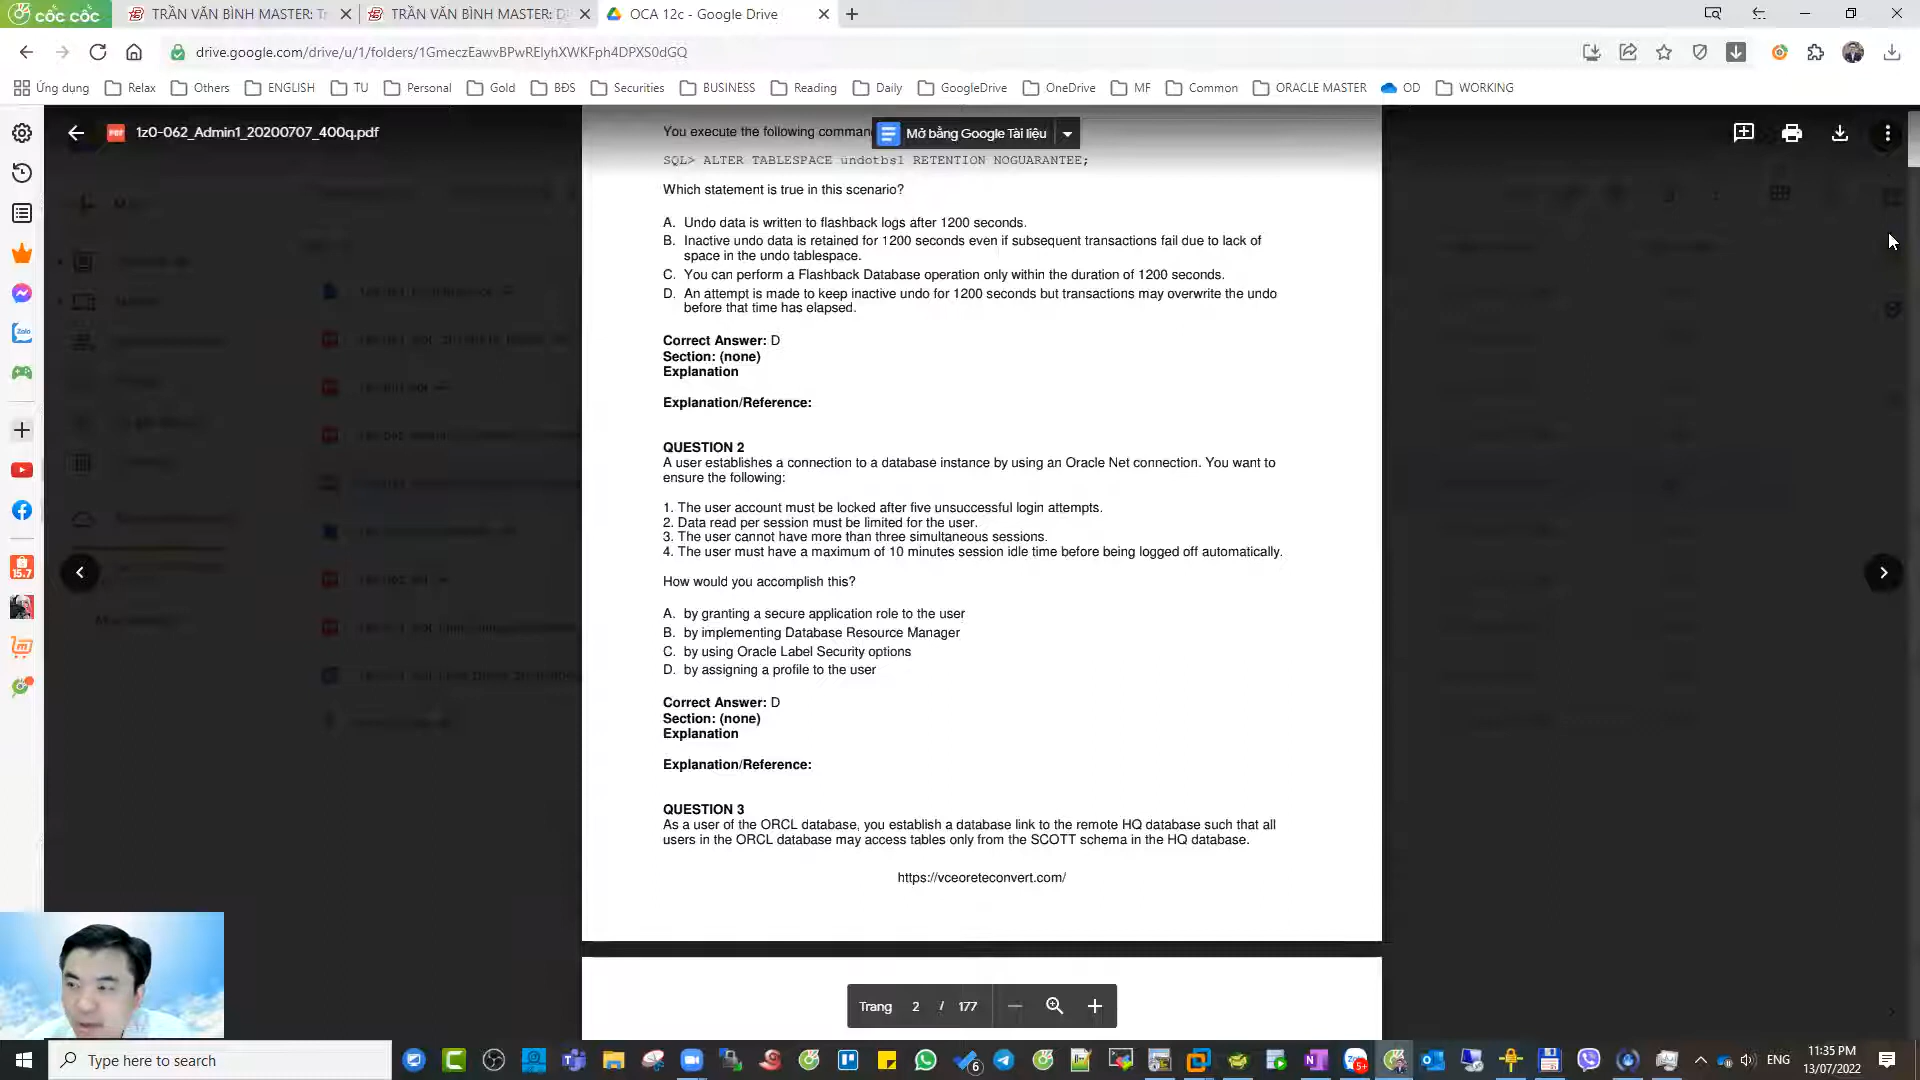 cốc cốc
TRẦN VĂN BÌNH MASTER: Tr
TRẦN VĂN BÌNH MASTER: D
OCA 12c - Google Drive
drive.google.com/drive/u/1/folders/1GmeczEawvBPwRElyhXWKFph4DPXS0dGQ
Ứng dụng
Relax
Others
ENGLISH
TU
Personal
Gold
BĐS
Securities
BUSINESS
Reading
Daily
GoogleDrive
OneDrive
MF
Common
ORACLE MASTER
OD
WORKING
1z0-062_Admin1_20200707_400q.pdf
Mở bằng Google Tài liệu
You execute the following comman
SQL> ALTER TABLESPACE undotbs1 RETENTION NOGUARANTEE;
Which statement is true in this scenario?
A. Undo data is written to flashback logs after 1200 seconds.
B. Inactive undo data is retained for 1200 seconds even if subsequent transactions fail due to lack of
space in the undo tablespace.
C. You can perform a Flashback Database operation only within the duration of 1200 seconds.
D. An attempt is made to keep inactive undo for 1200 seconds but transactions may overwrite the undo
before that time has elapsed.
Correct Answer: D
Section: (none)
Explanation
Explanation/Reference:
QUESTION 2
A user establishes a connection to a database instance by using an Oracle Net connection. You want to
ensure the following:
1. The user account must be locked after five unsuccessful login attempts.
2. Data read per session must be limited for the user.
3. The user cannot have more than three simultaneous sessions.
4. The user must have a maximum of 10 minutes session idle time before being logged off automatically.
How would you accomplish this?
A. by granting a secure application role to the user
B. by implementing Database Resource Manager
C. by using Oracle Label Security options
D. by assigning a profile to the user
Correct Answer: D
Section: (none)
Explanation
Explanation/Reference:
QUESTION 3
As a user of the ORCL database, you establish a database link to the remote HQ database such that all
users in the ORCL database may access tables only from the SCOTT schema in the HQ database.
https://vceoreteconvert.com/
Trang 2 / 177
Zalo
15.7
Type here to search
6
5+
ENG
11:35 PM
13/07/2022